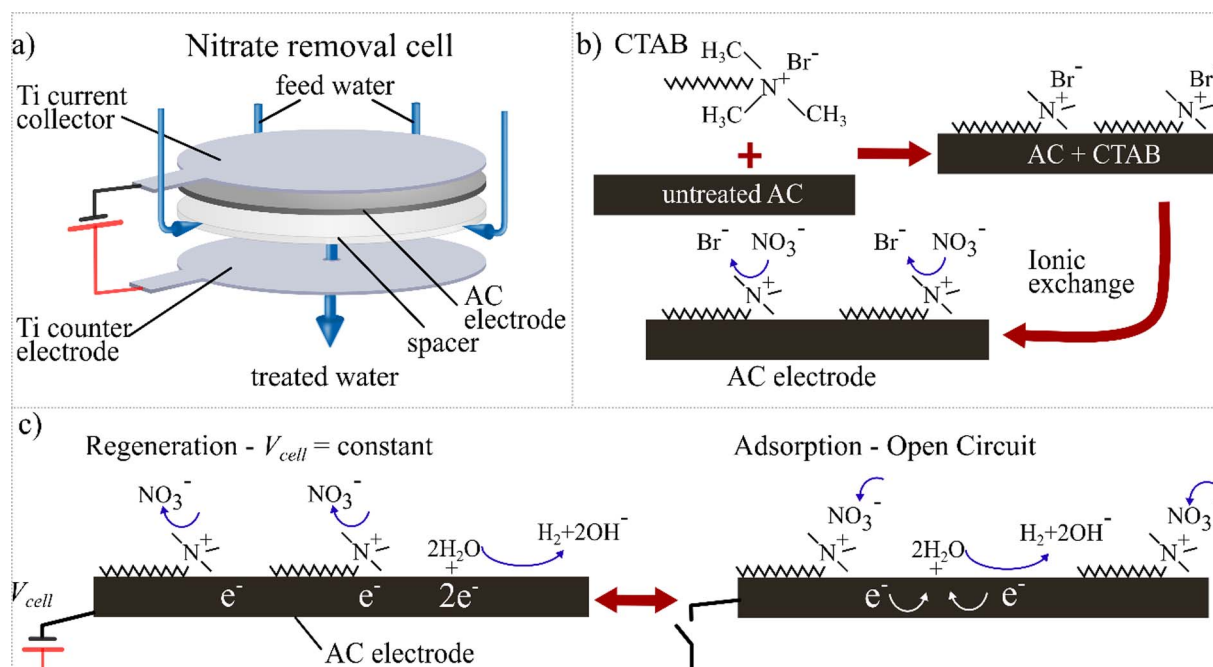 a)
Nitrate removal cell
feed water
Ti current
collector
AC
electrode
Ti counter
electrode
spacer
treated water
b) CTAB
H₃C
Br⁻
N⁺
H₃C
CH₃
+
untreated AC
Br⁻
N⁺
Br⁻
N⁺
AC + CTAB
Br⁻
NO₃⁻
N⁺
Br⁻
NO₃⁻
N⁺
Ionic
exchange
AC electrode
c)
Regeneration - V_cell = constant
NO₃⁻
N⁺
NO₃⁻
N⁺
2H₂O
+
H₂+2OH⁻
e⁻
e⁻
2e⁻
V_cell
AC electrode
Adsorption - Open Circuit
NO₃⁻
N⁺
2H₂O
+
H₂+2OH⁻
NO₃⁻
N⁺
e⁻
e⁻